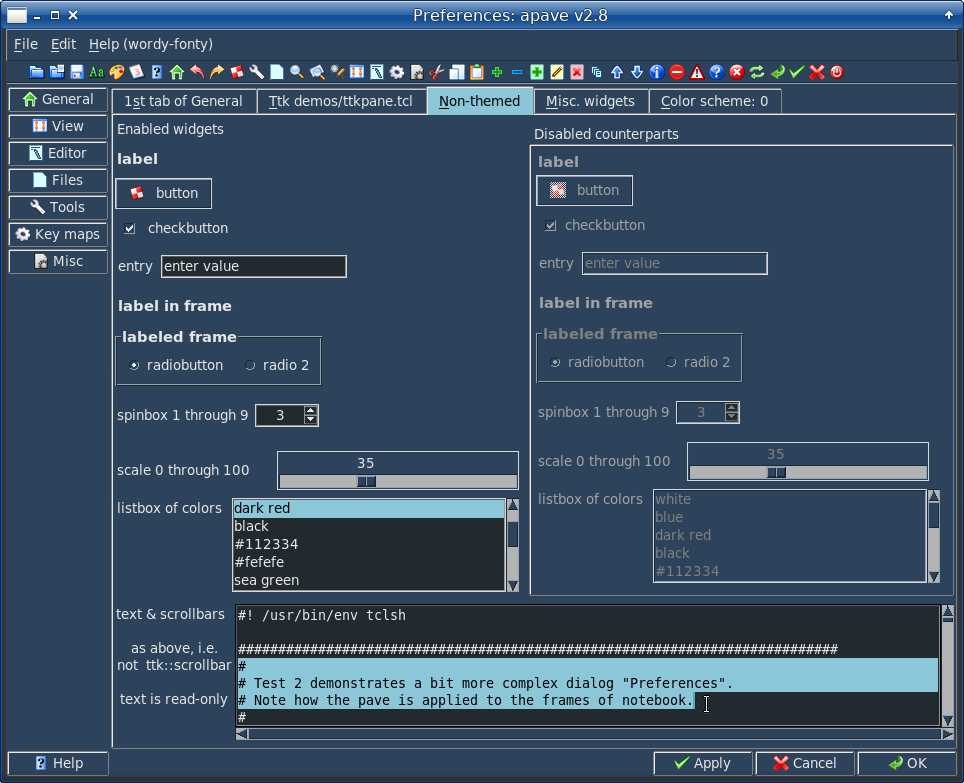 Preferences: apave v2.8
File Edit Help (wordy-fonty)
Aa
General
View
Editor
Files
Tools
Key maps
Misc
1st tab of General
Ttk demos/ttkpane.tcl
Non-themed
Misc. widgets
Color scheme: 0
Enabled widgets
label
button
checkbutton
entry enter value
label in frame
labeled frame
radiobutton radio 2
spinbox 1 through 9 3
35
scale 0 through 100
listbox of colors
dark red
black
#112334
#fefefe
sea green
Disabled counterparts
label
button
checkbutton
entry enter value
label in frame
labeled frame
radiobutton radio 2
spinbox 1 through 9 3
35
scale 0 through 100
listbox of colors
white
blue
dark red
black
#112334
text & scrollbars
as above, i.e.
not ttk::scrollbar
text is read-only
#! /usr/bin/env tclsh
###########################################################################
#
# Test 2 demonstrates a bit more complex dialog "Preferences".
# Note how the pave is applied to the frames of notebook.
#
Help
Apply
Cancel
OK